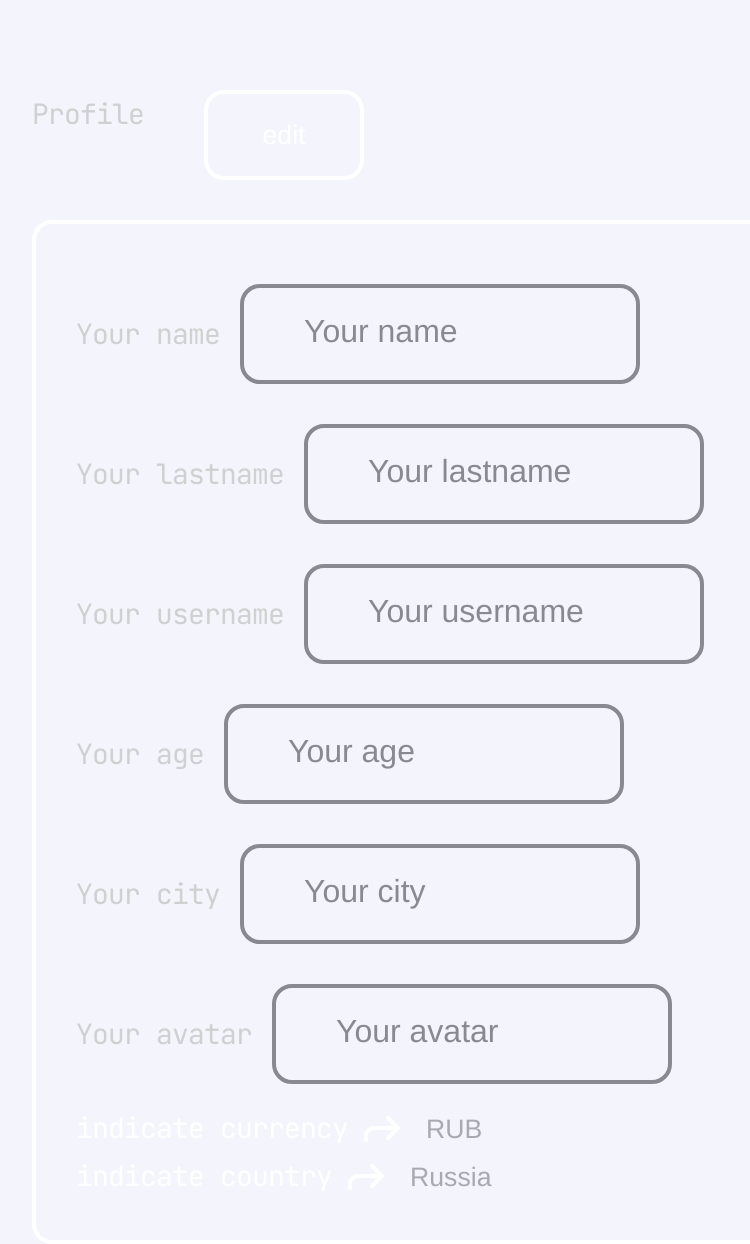 Profile
edit
Your name Your name
Your lastname Your lastname
Your username Your username
Your age Your age
Your city Your city
Your avatar Your avatar
indicate currency RUB
indicate country Russia